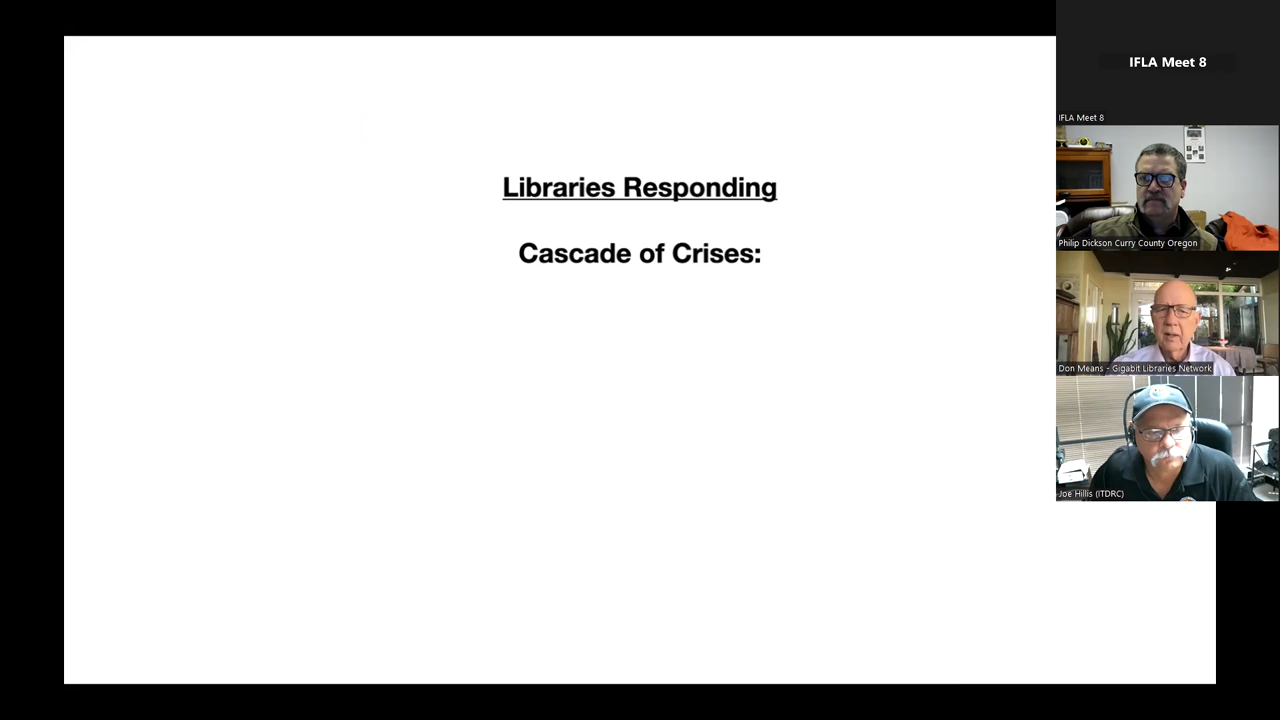 Libraries Responding
Cascade of Crises:
IFLA Meet 8
IFLA Meet 8
Philip Dickson Curry County Oregon
Don Means - Gigabit Libraries Network
Joe Hillis (ITDRC)